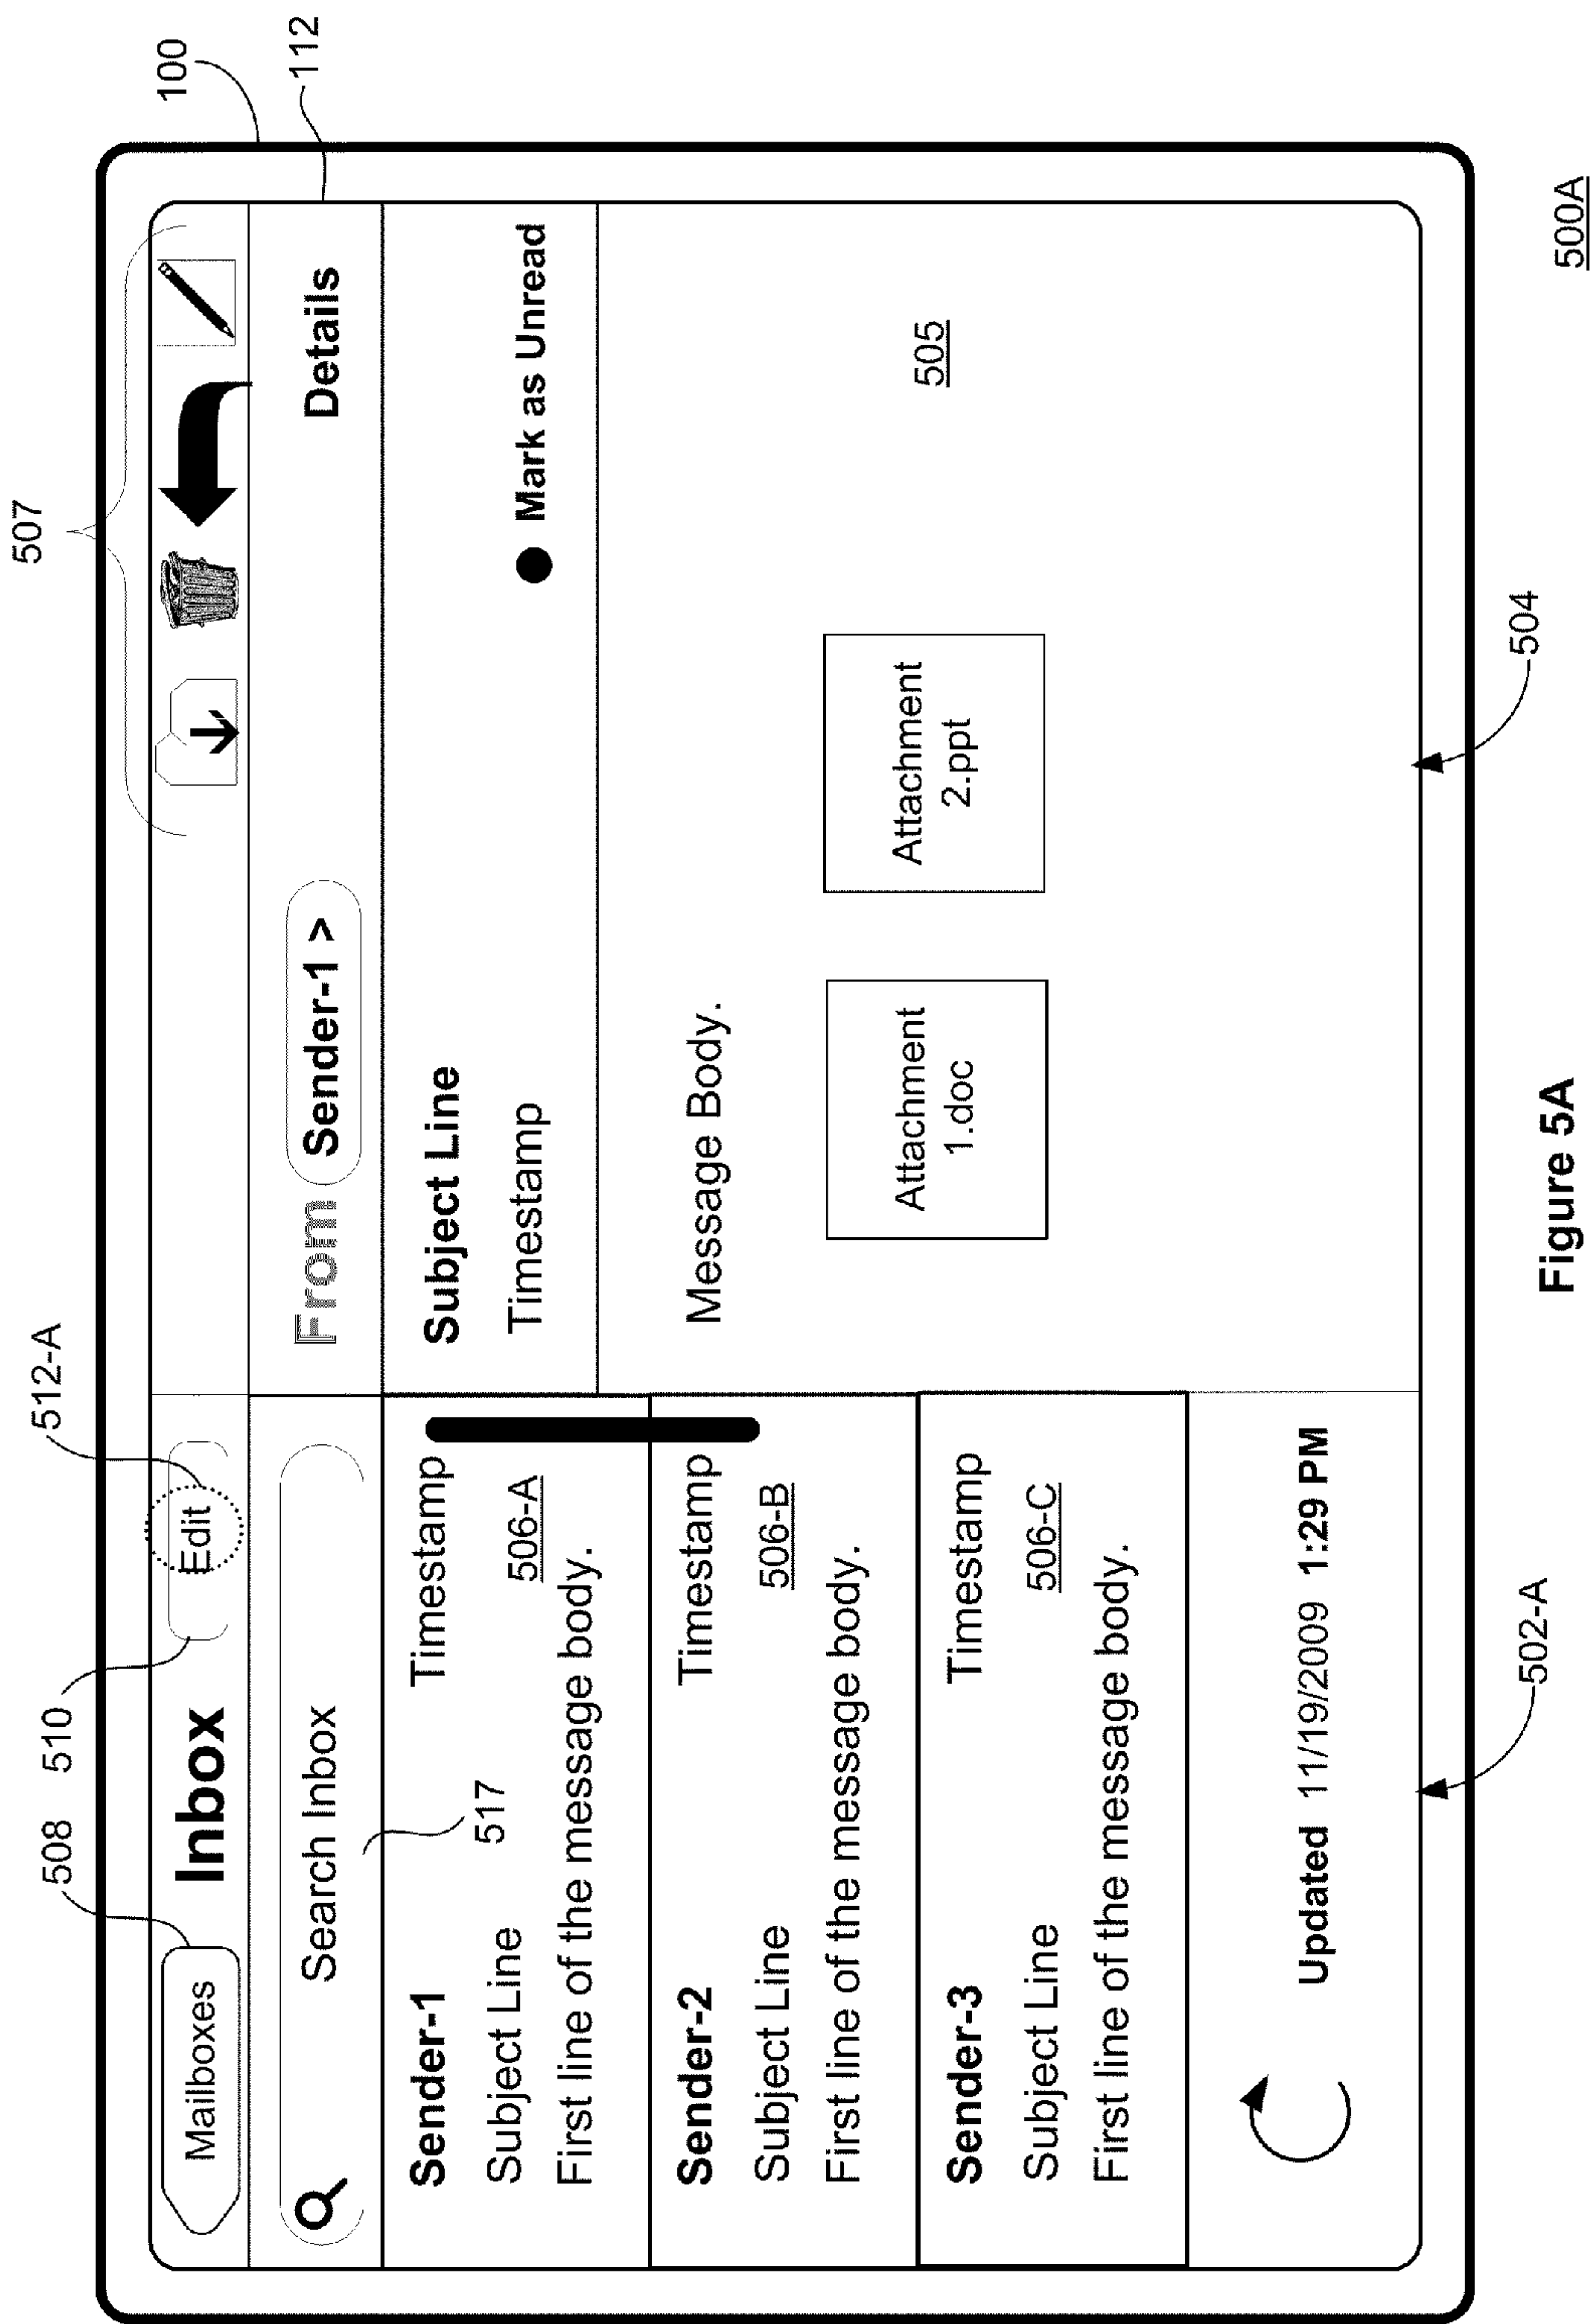 507
100
112
508
510
512-A
Mailboxes
Inbox
Edit
Search Inbox
517
From Sender-1 >
Details
Sender-1
Timestamp
Subject Line
506-A
First line of the message body.
Sender-2
Timestamp
Subject Line
506-B
First line of the message body.
Sender-3
Timestamp
Subject Line
506-C
First line of the message body.
Updated 11/19/2009 1:29 PM
Subject Line
Timestamp
Mark as Unread
Message Body.
Attachment
1.doc
Attachment
2.ppt
505
502-A
504
Figure 5A
500A